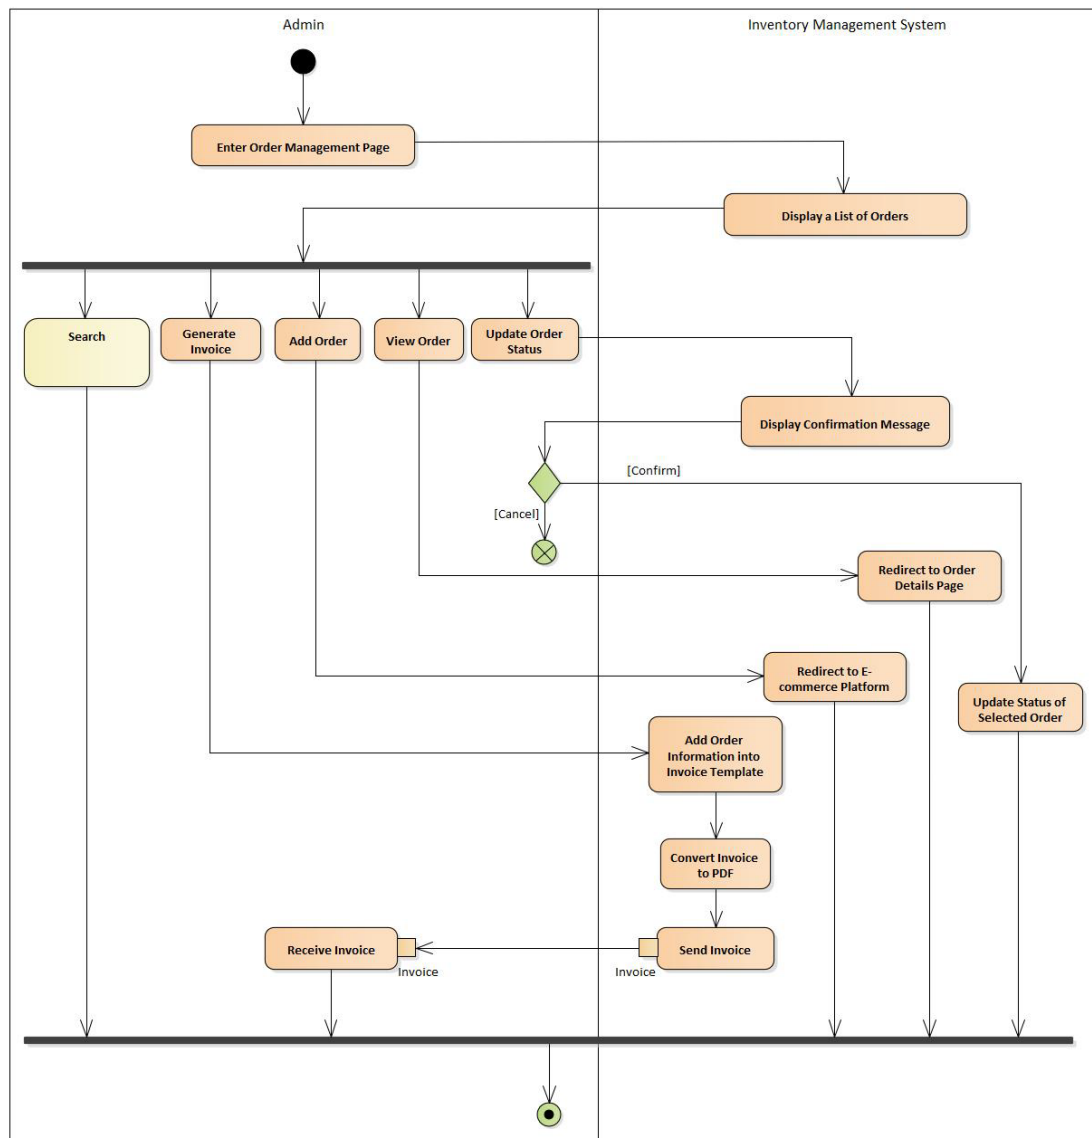 Admin
Inventory Management System
Enter Order Management Page
Display a List of Orders
Search
Generate
Invoice
Add Order
View Order
Update Order
Status
Display Confirmation Message
[Confirm]
[Cancel]
Redirect to Order
Details Page
Redirect to E-
commerce Platform
Update Status of
Selected Order
Add Order
Information into
Invoice Template
Convert Invoice
to PDF
Receive Invoice
Invoice
Invoice
Send Invoice